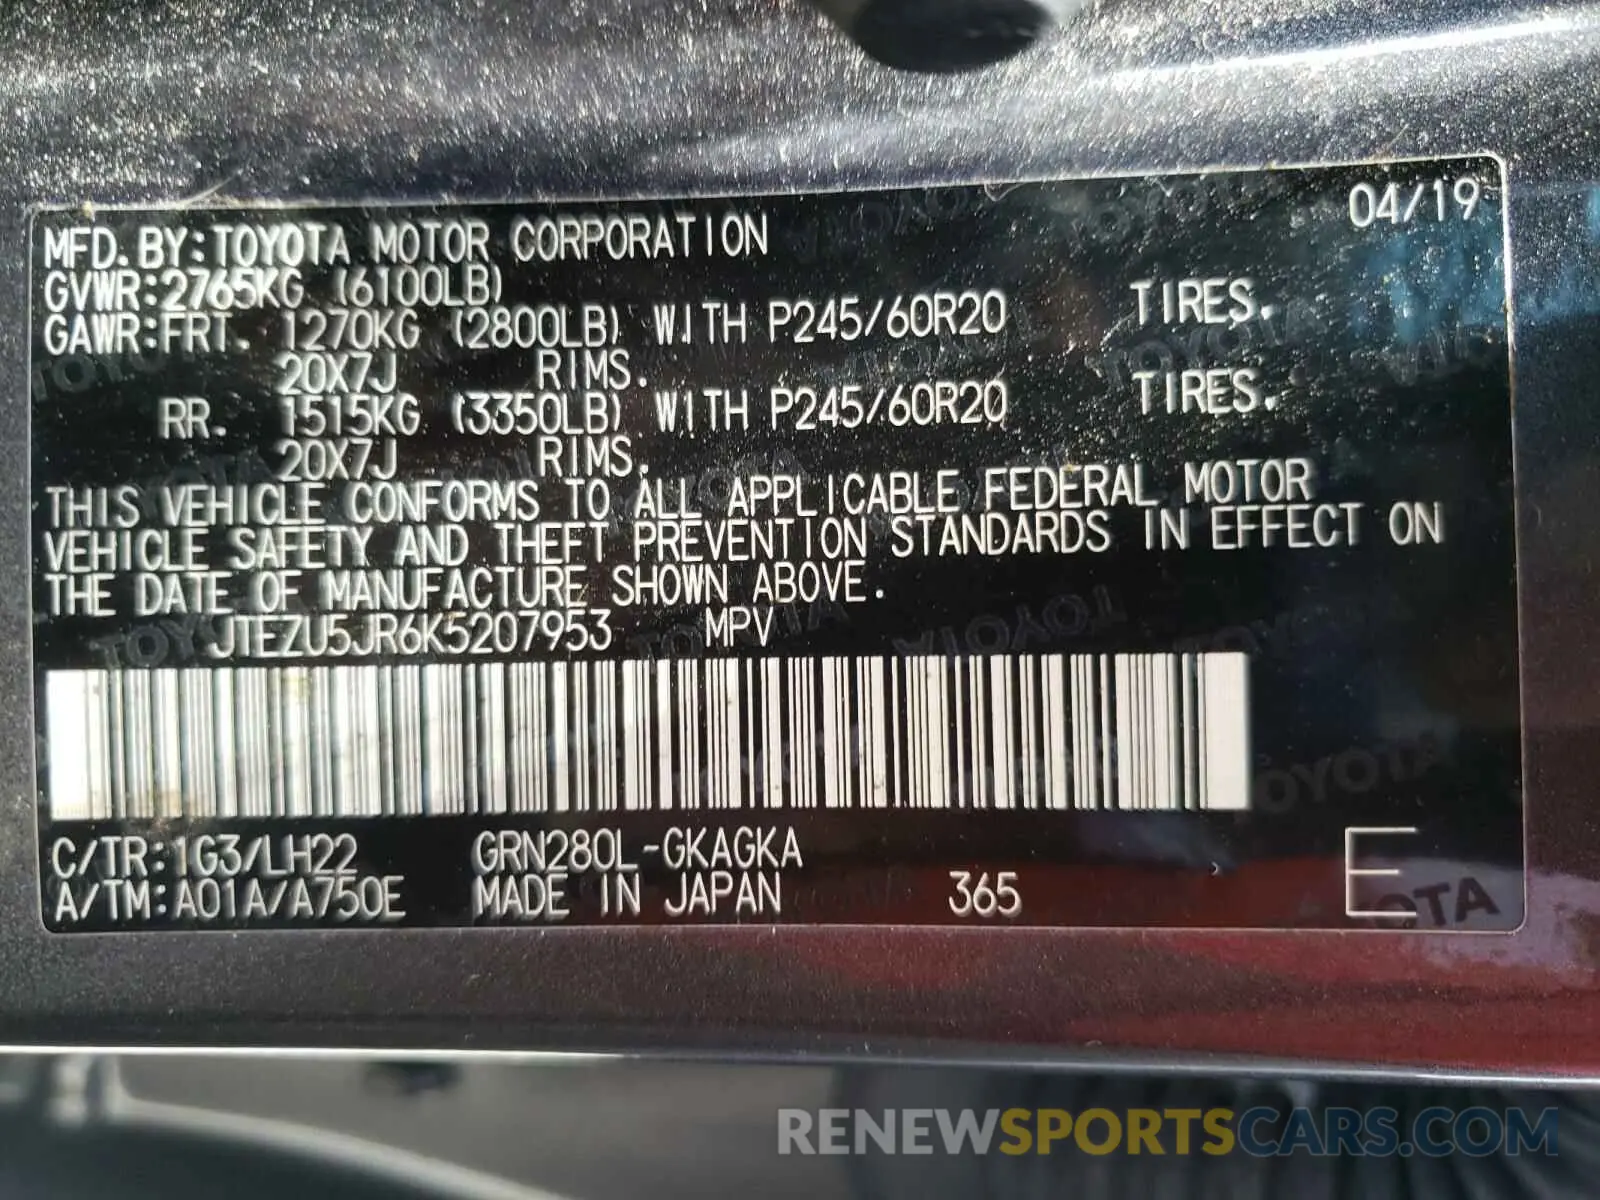 04/19
MFD. BY:TOYOTA MOTOR CORPORATION
GVWR:2765KG (6100LB)
GAWR:FRT. 1270KG (2800LB) WITH P245/60R20 TIRES.
20X7J RIMS.
RR. 1515KG (3350LB) WITH P245/60R20 TIRES.
20X7J RIMS.
THIS VEHICLE CONFORMS TO ALL APPLICABLE FEDERAL MOTOR
VEHICLE SAFETY AND THEFT PREVENTION STANDARDS IN EFFECT ON
THE DATE OF MANUFACTURE SHOWN ABOVE.
JTEZU5JR6K5207953 MPV
C/TR:1G3/LH22 GRN280L-GKAGKA
A/TM:A01A/A750E MADE IN JAPAN 365 E
RENEWSPORTSCARS.COM